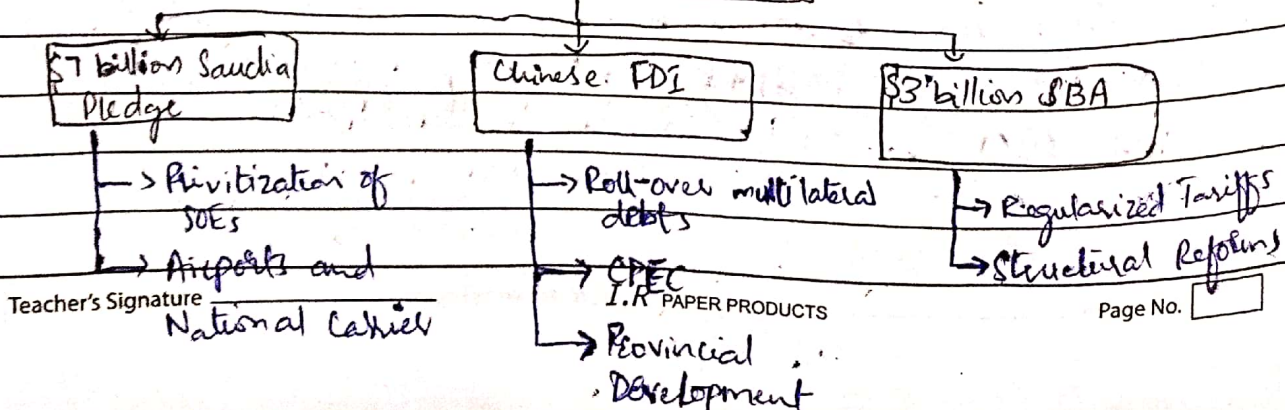 $7 billion Saudia
Pledge
Chinese FDI
$3 billion SBA
→ Privitization of
SOEs
→ Airports and
National Carrier
→ Roll-over multilateral
debts
→ CPEC
→ Provincial
Development
→ Regularized Tariffs
→ Structural Reforms
Teacher's Signature
I.R PAPER PRODUCTS
Page No.